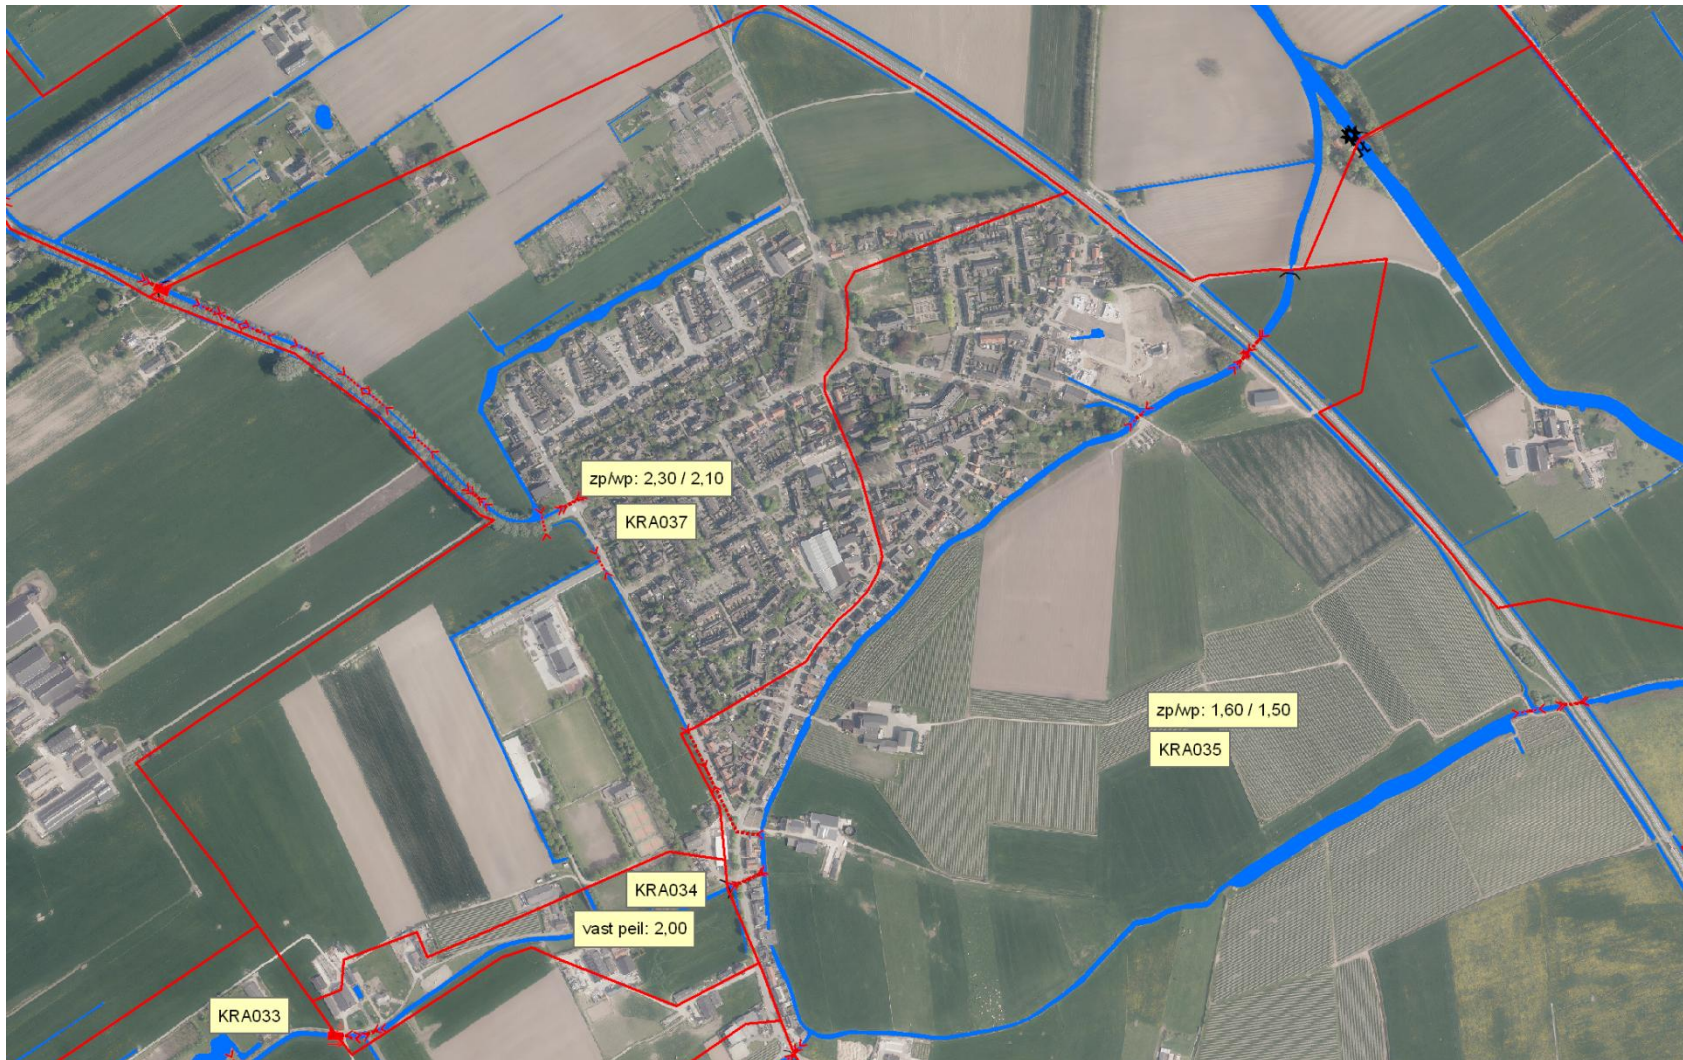 zp/wp: 2,30 / 2,10
KRA037
zp/wp: 1,60 / 1,50
KRA035
KRA034
vast peil: 2,00
KRA033